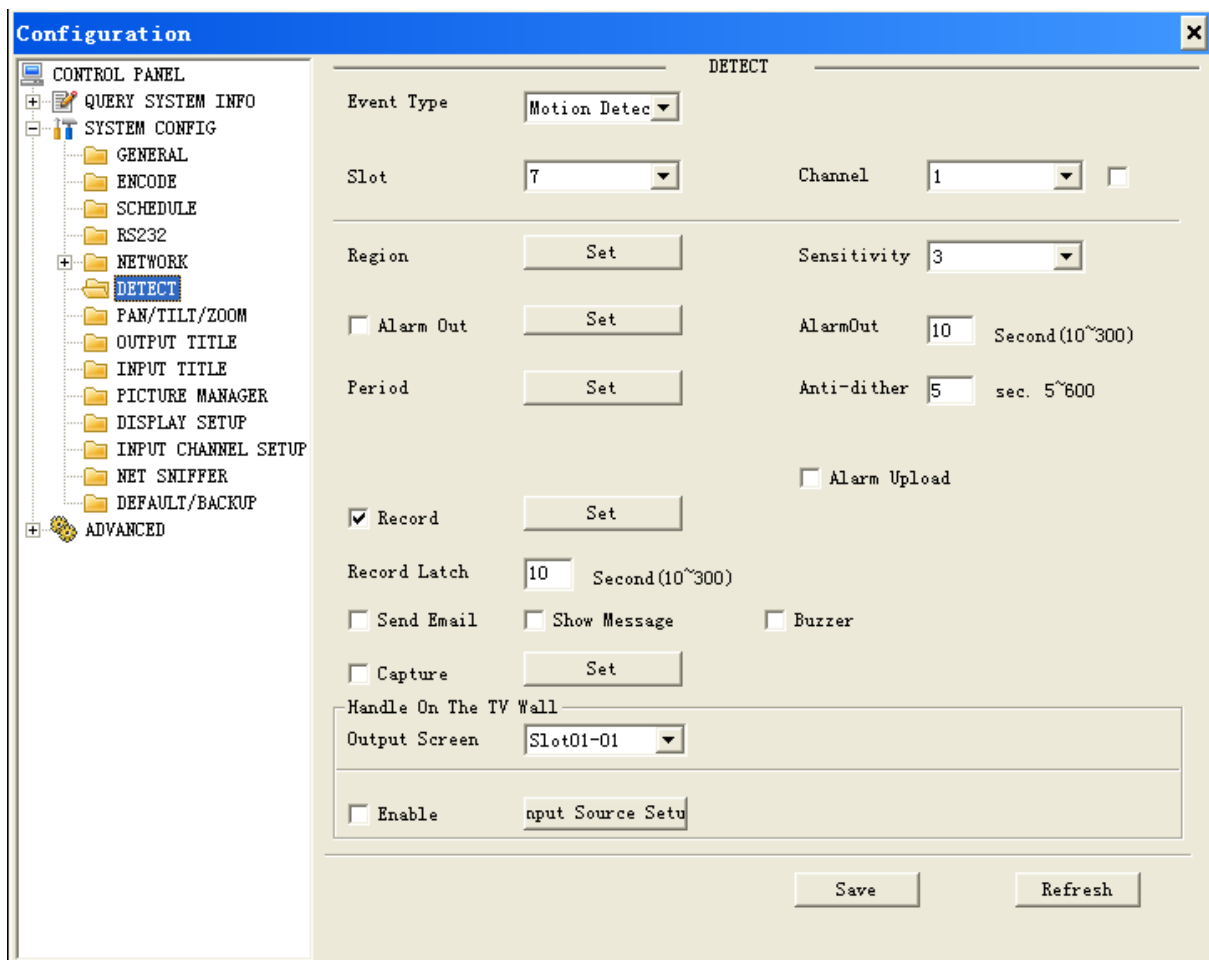 Configuration
CONTROL PANEL
QUERY SYSTEM INFO
SYSTEM CONFIG
GENERAL
ENCODE
SCHEDULE
RS232
NETWORK
DETECT
PAN/TILT/ZOOM
OUTPUT TITLE
INPUT TITLE
PICTURE MANAGER
DISPLAY SETUP
INPUT CHANNEL SETUP
NET SNIFFER
DEFAULT/BACKUP
ADVANCED
DETECT
Event Type Motion Detec
Slot 7 Channel 1
Region Set Sensitivity 3
Alarm Out Set AlarmOut 10 Second(10~300)
Period Set Anti-dither 5 sec. 5~600
Alarm Upload
Record Set
Record Latch 10 Second(10~300)
Send Email Show Message Buzzer
Capture Set
Handle On The TV Wall
Output Screen Slot01-01
Enable nput Source Setu
Save Refresh